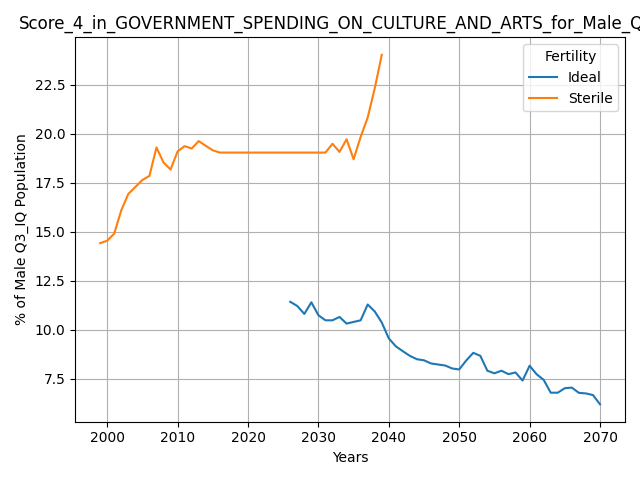 Score_4_in_GOVERNMENT_SPENDING_ON_CULTURE_AND_ARTS_for_Male_Q
Fertility
Ideal
Sterile
% of Male Q3_IQ Population
22.5
20.0
17.5
15.0
12.5
10.0
7.5
2000 2010 2020 2030 2040 2050 2060 2070
Years